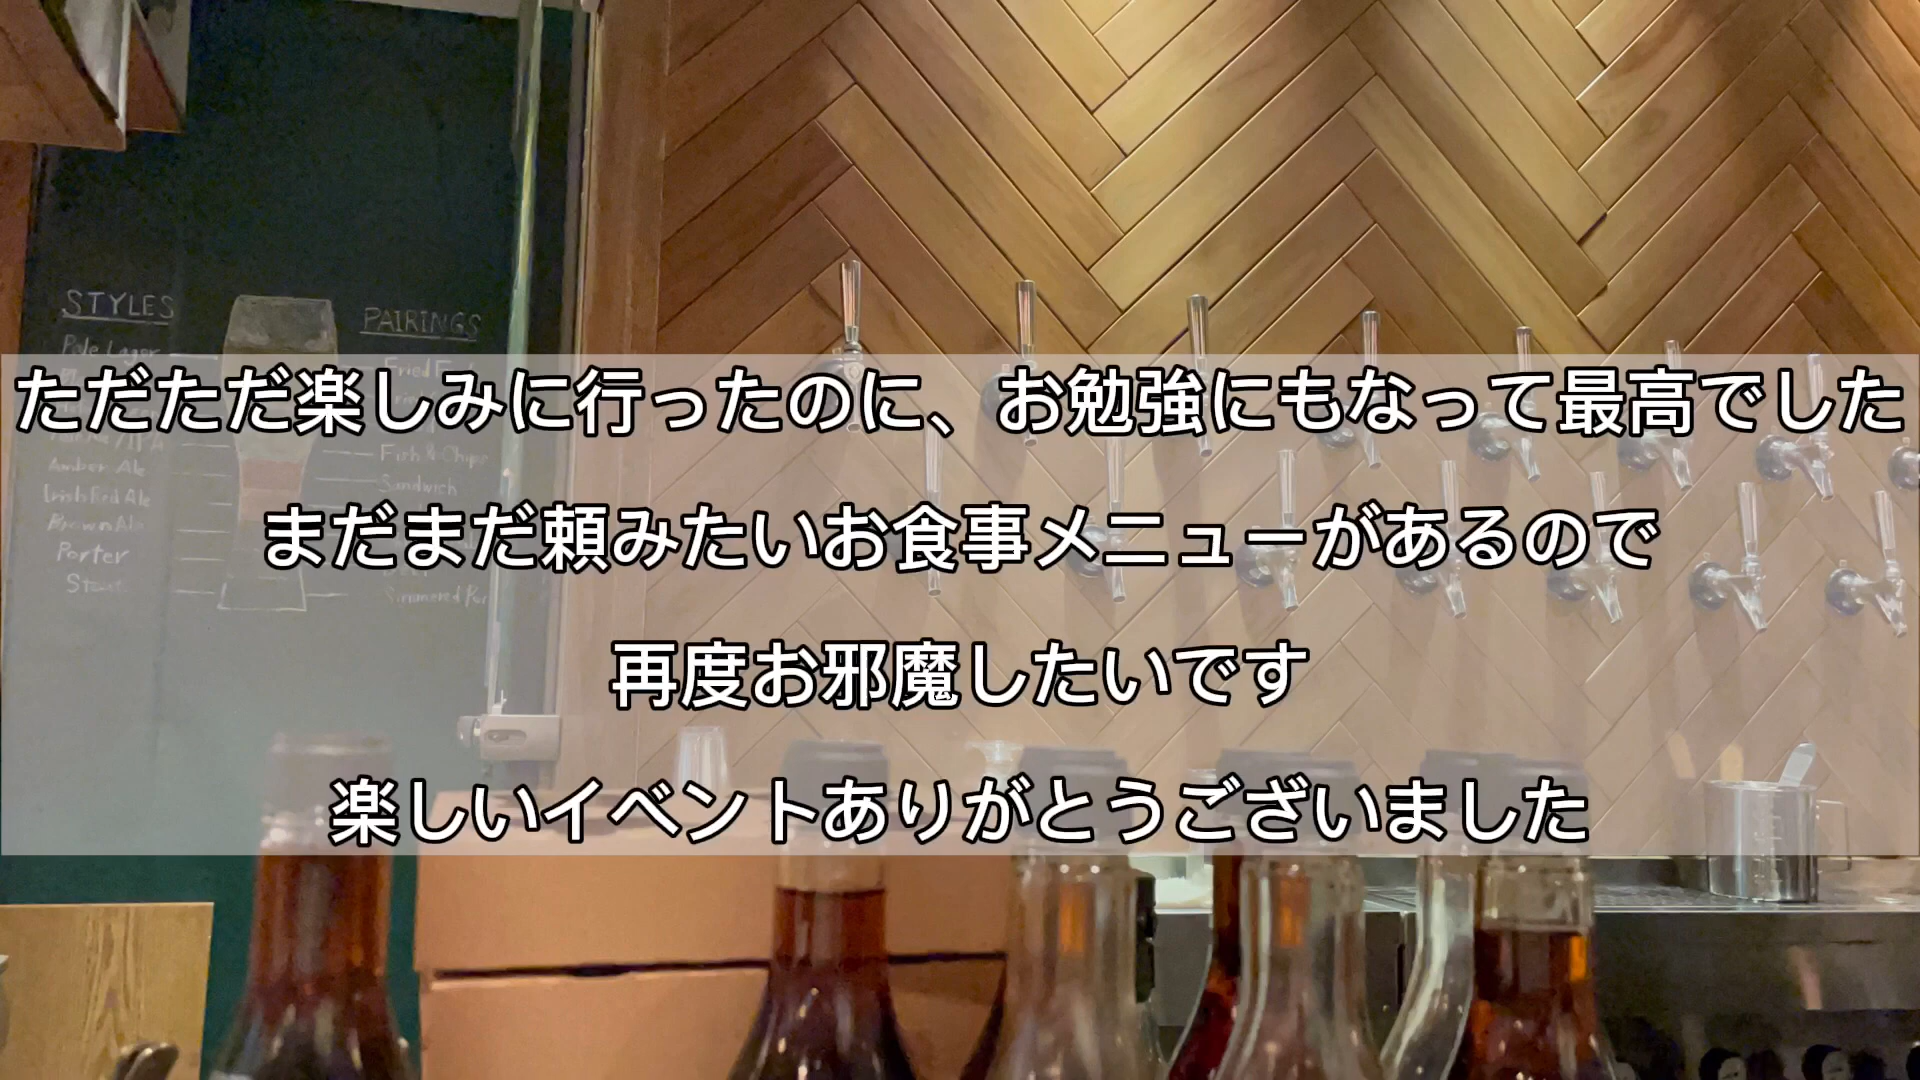 STYLES
PAIRINGS
Pale Lager
ただただ楽しみに行ったのに、お勉強にもなって最高でした
Amber Ale
Fish & Chips
Irish Red Ale
Sandwich
Brown Ale
まだまだ頼みたいお食事メニューがあるので
Porter
Stout
再度お邪魔したいです
楽しいイベントありがとうございました